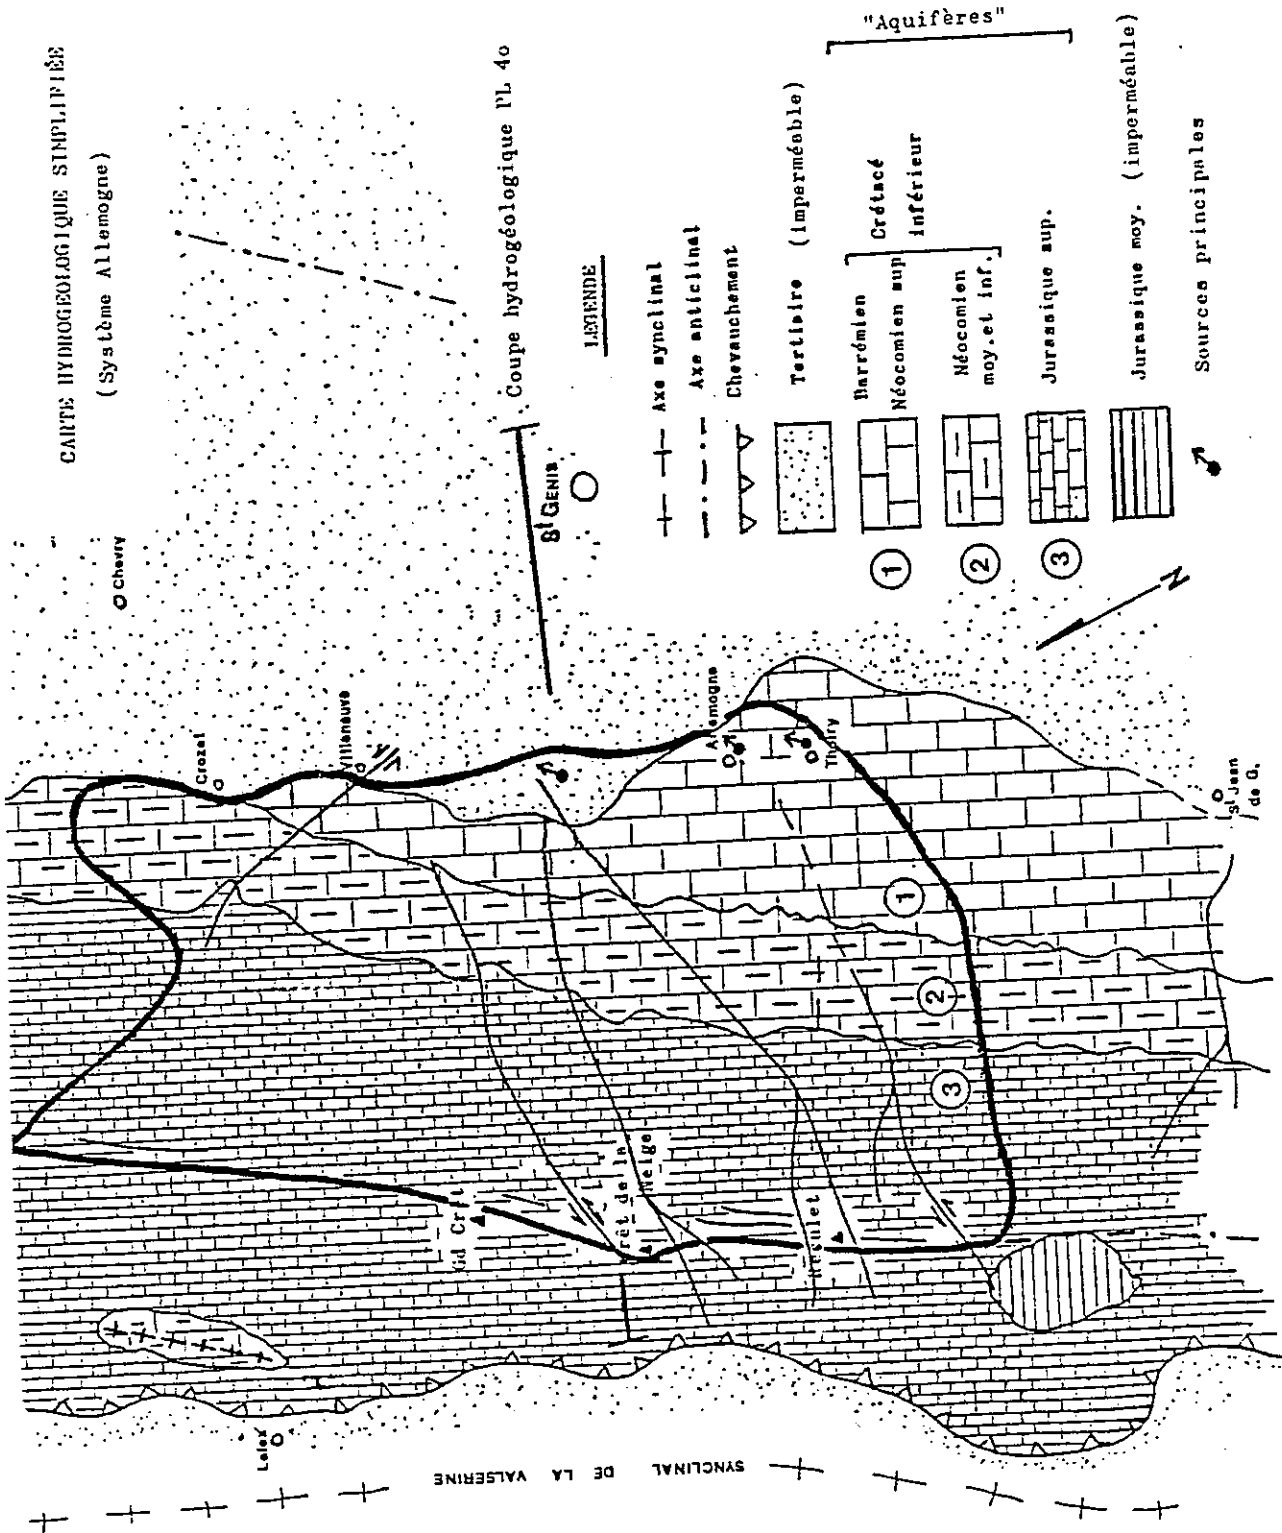 CARTE HYDROGEOLOGIQUE SIMPLIFIÉE
(Système Allemogne)
Coupe hydrogéologique PL 40
LEGENDE
Axe synclinal
Axe anticlinal
Chevauchement
Tertiaire (imperméable)
"Aquifères"
1
Barrémien
Néocomien sup
Crétacé
inférieur
2
Néocomien
moy. et inf.
3
Jurassique sup.
Jurassique moy. (imperméable)
Sources principales
N
Chevry
St GENIS
Crozet
Villeneuve
Allemogne
Thoiry
St Jean
de G.
1
2
3
Gd Crêt
Crêt de la
Neige
Reculet
Lelex
SYNCLINAL DE LA VALSERINE